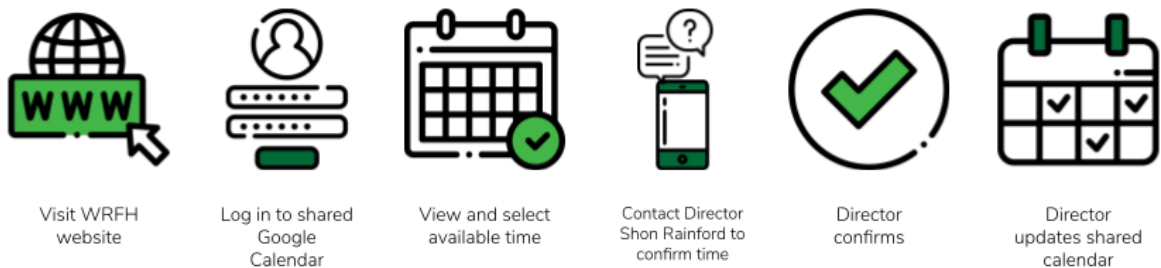 WWW
?
Visit WRFH
website
Log in to shared
Google
Calendar
View and select
available time
Contact Director
Shon Rainford to
confirm time
Director
confirms
Director
updates shared
calendar